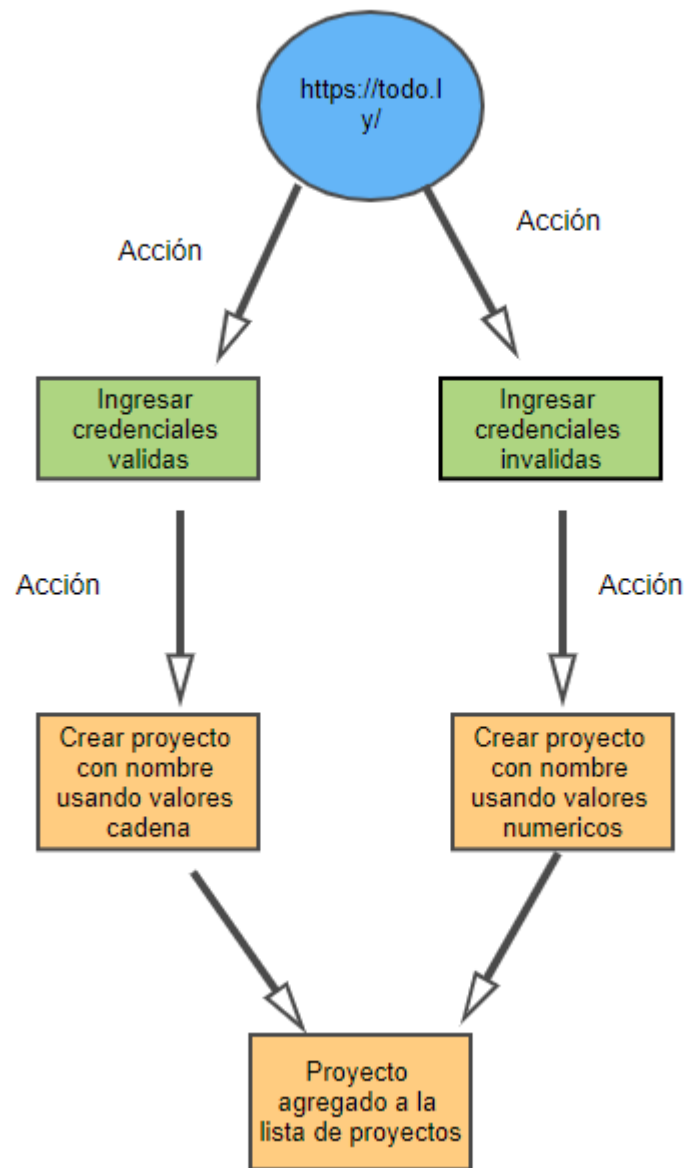 https://todo.l
y/
Acción
Acción
Ingresar
credenciales
validas
Ingresar
credenciales
invalidas
Acción
Acción
Crear proyecto
con nombre
usando valores
cadena
Crear proyecto
con nombre
usando valores
numericos
Proyecto
agregado a la
lista de proyectos